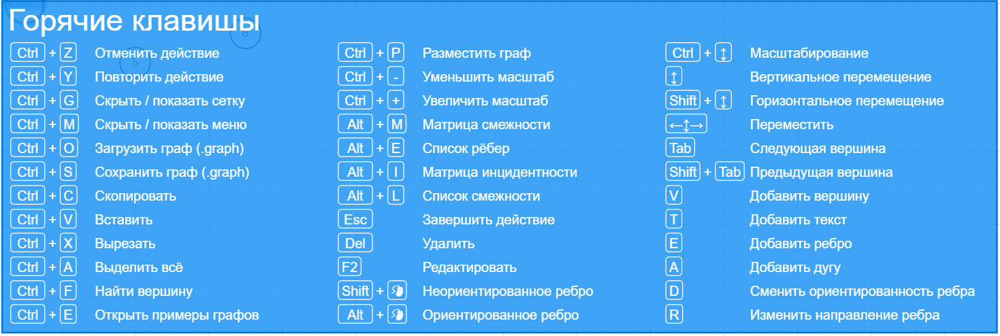 класс
Горячие клавиши
6
5
Ctrl + Z Отменить действие
Ctrl + Y Повторить действие
Ctrl + G Скрыть / показать сетку
Ctrl + M Скрыть / показать меню
Ctrl + O Загрузить граф (.graph)
Ctrl + S Сохранить граф (.graph)
Ctrl + C Скопировать
Ctrl + V Вставить
Ctrl + X Вырезать
Ctrl + A Выделить всё
Ctrl + F Найти вершину
Ctrl + E Открыть примеры графов
Ctrl + P Разместить граф
Ctrl + - Уменьшить масштаб
Ctrl + + Увеличить масштаб
Alt + M Матрица смежности
Alt + E Список рёбер
Alt + I Матрица инцидентности
Alt + L Список смежности
Esc Завершить действие
Del Удалить
F2 Редактировать
Shift + Неориентированное ребро
Alt + Ориентированное ребро
Ctrl + ↕ Масштабирование
↕ Вертикальное перемещение
Shift + ↕ Горизонтальное перемещение
←↕→ Переместить
Tab Следующая вершина
Shift + Tab Предыдущая вершина
V Добавить вершину
T Добавить текст
E Добавить ребро
A Добавить дугу
D Сменить ориентированность ребра
R Изменить направление ребра